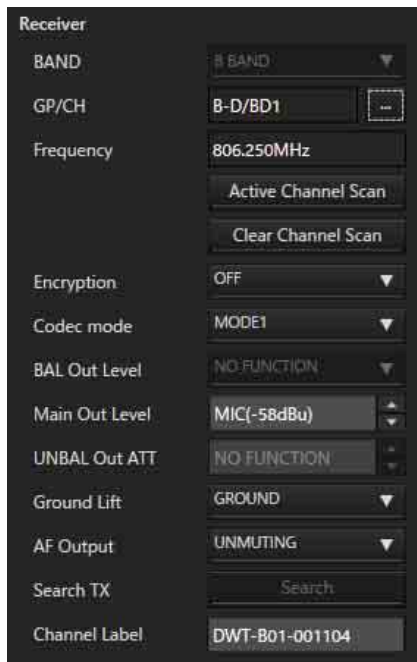 Receiver
BAND B BAND
GP/CH B-D/BD1 ...
Frequency 806.250MHz
Active Channel Scan
Clear Channel Scan
Encryption OFF
Codec mode MODE1
BAL Out Level NO FUNCTION
Main Out Level MIC(-58dBu)
UNBAL Out ATT NO FUNCTION
Ground Lift GROUND
AF Output UNMUTING
Search TX Search
Channel Label DWT-B01-001104